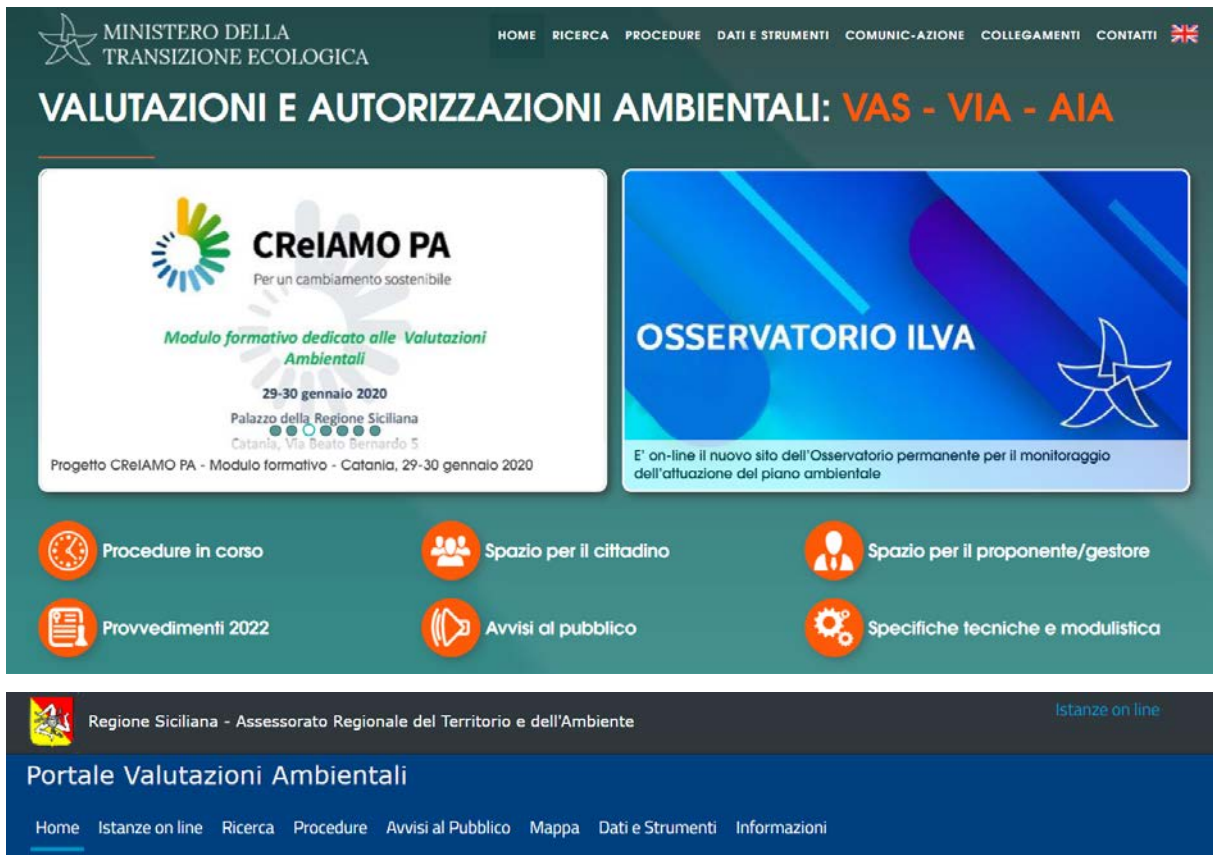 MINISTERO DELLA
TRANSIZIONE ECOLOGICA
HOME RICERCA PROCEDURE DATI E STRUMENTI COMUNIC-AZIONE COLLEGAMENTI CONTATTI
VALUTAZIONI E AUTORIZZAZIONI AMBIENTALI: VAS - VIA - AIA
CReIAMO PA
Per un cambiamento sostenibile
Modulo formativo dedicato alle Valutazioni
Ambientali
29-30 gennaio 2020
Palazzo della Regione Siciliana
Catania, Via Beato Bernardo 5
Progetto CReIAMO PA - Modulo formativo - Catania, 29-30 gennaio 2020
OSSERVATORIO ILVA
E' on-line il nuovo sito dell'Osservatorio permanente per il monitoraggio
dell'attuazione del piano ambientale
Procedure in corso
Spazio per il cittadino
Spazio per il proponente/gestore
Provvedimenti 2022
Avvisi al pubblico
Specifiche tecniche e modulistica
Regione Siciliana - Assessorato Regionale del Territorio e dell'Ambiente
Istanze on line
Portale Valutazioni Ambientali
Home Istanze on line Ricerca Procedure Avvisi al Pubblico Mappa Dati e Strumenti Informazioni